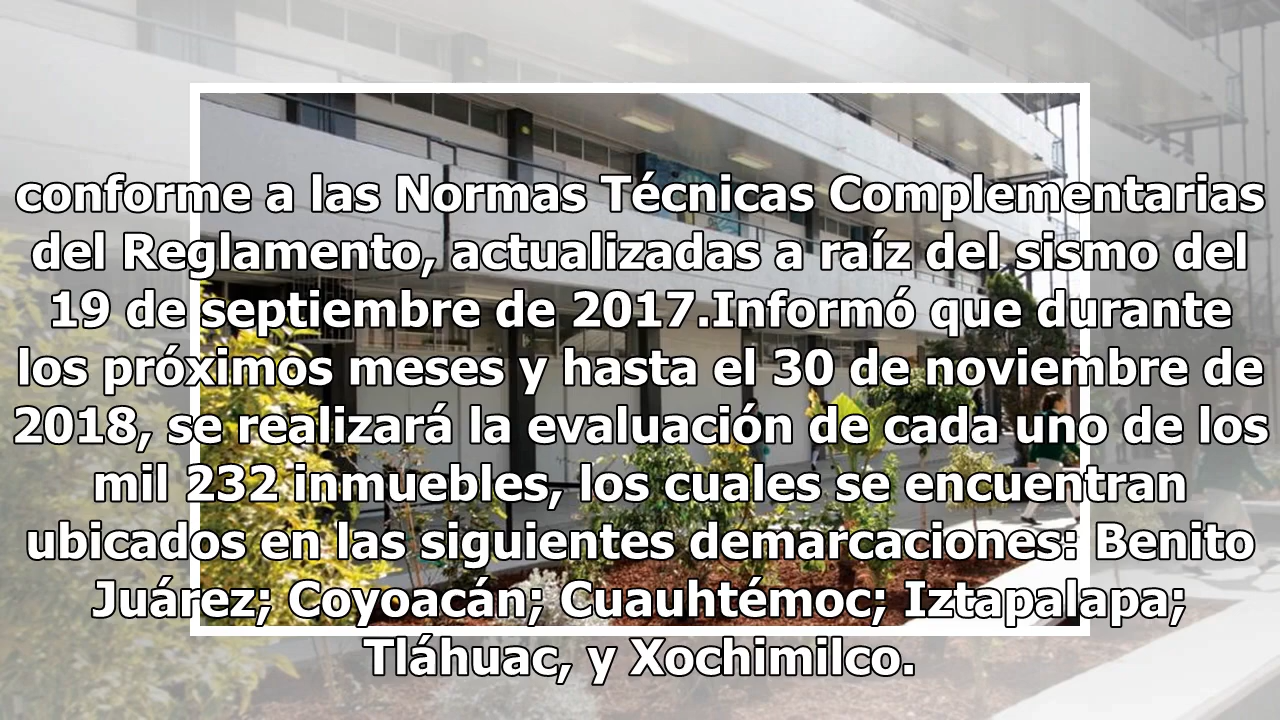 conforme a las Normas Técnicas Complementarias
del Reglamento, actualizadas a raíz del sismo del
19 de septiembre de 2017.Informó que durante
los próximos meses y hasta el 30 de noviembre de
2018, se realizará la evaluación de cada uno de los
mil 232 inmuebles, los cuales se encuentran
ubicados en las siguientes demarcaciones: Benito
Juárez; Coyoacán; Cuauhtémoc; Iztapalapa;
Tláhuac, y Xochimilco.